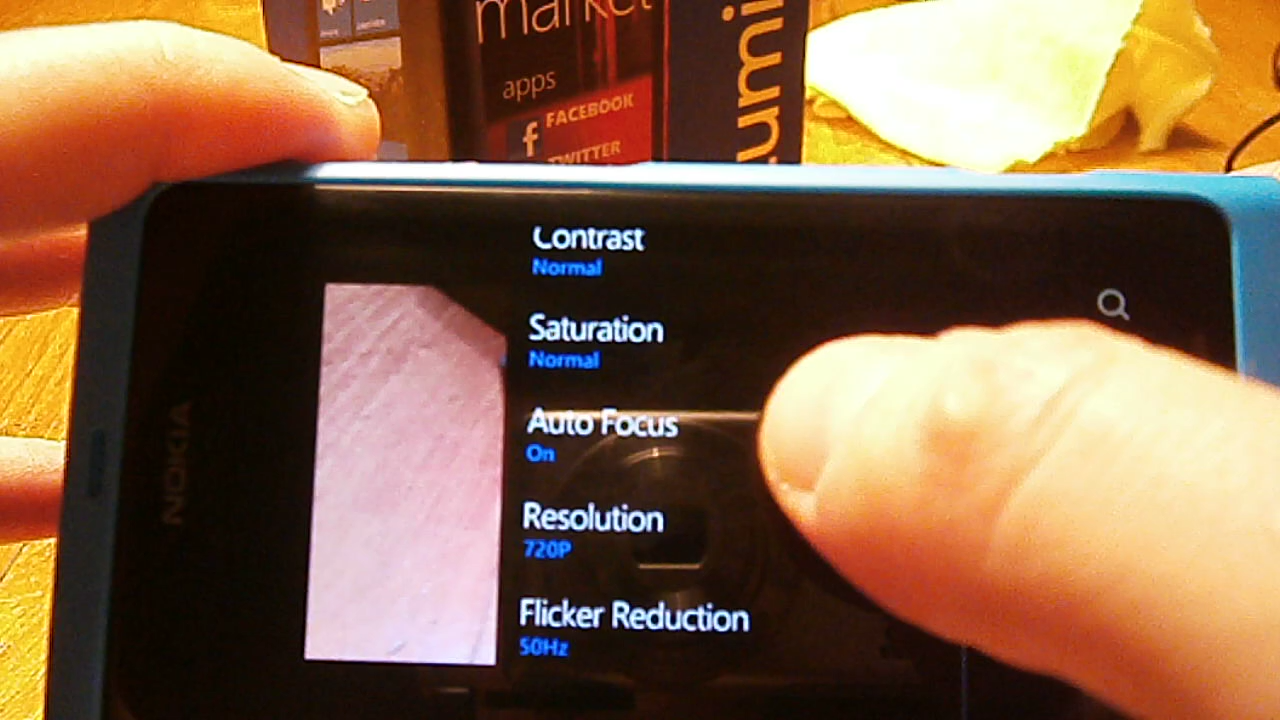 market
apps
FACEBOOK
f
TWITTER
umi
NOKIA
Contrast
Normal
Saturation
Normal
Auto Focus
On
Resolution
720P
Flicker Reduction
50Hz